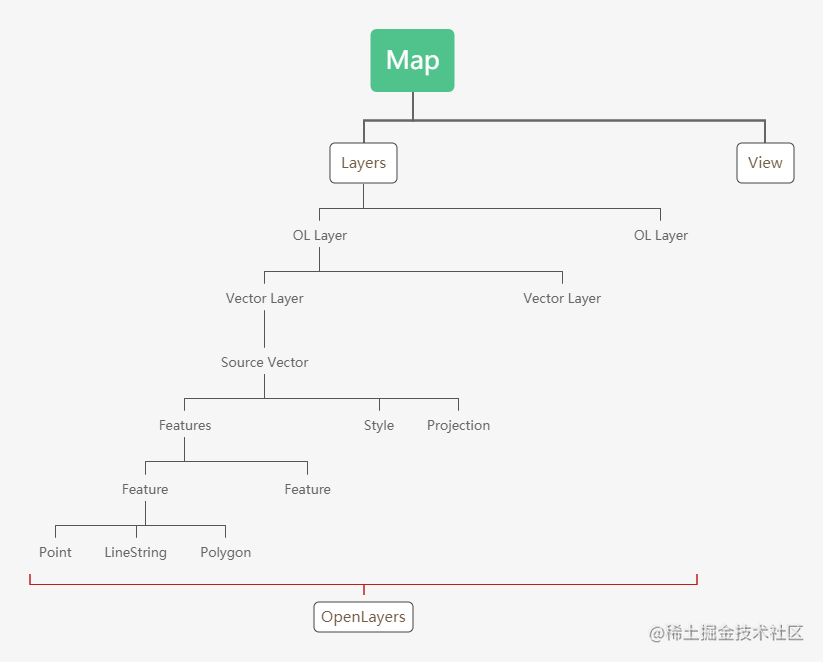 Map
Layers
View
OL Layer
OL Layer
Vector Layer
Vector Layer
Source Vector
Features
Style
Projection
Feature
Feature
Point
LineString
Polygon
OpenLayers
@稀土掘金技术社区